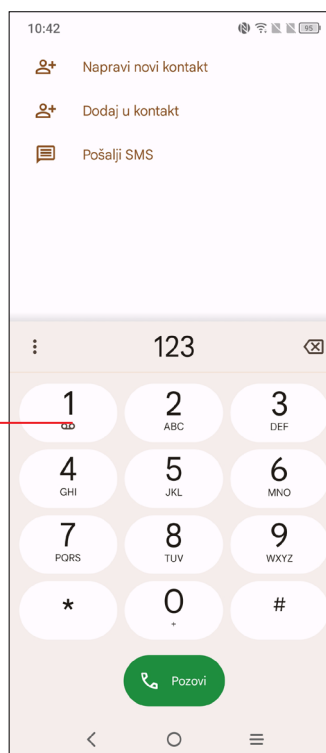 10:42
95
Napravi novi kontakt
Dodaj u kontakt
Pošalji SMS
123
1
2
ABC
3
DEF
4
GHI
5
JKL
6
MNO
7
PQRS
8
TUV
9
WXYZ
*
0
+
#
Pozovi